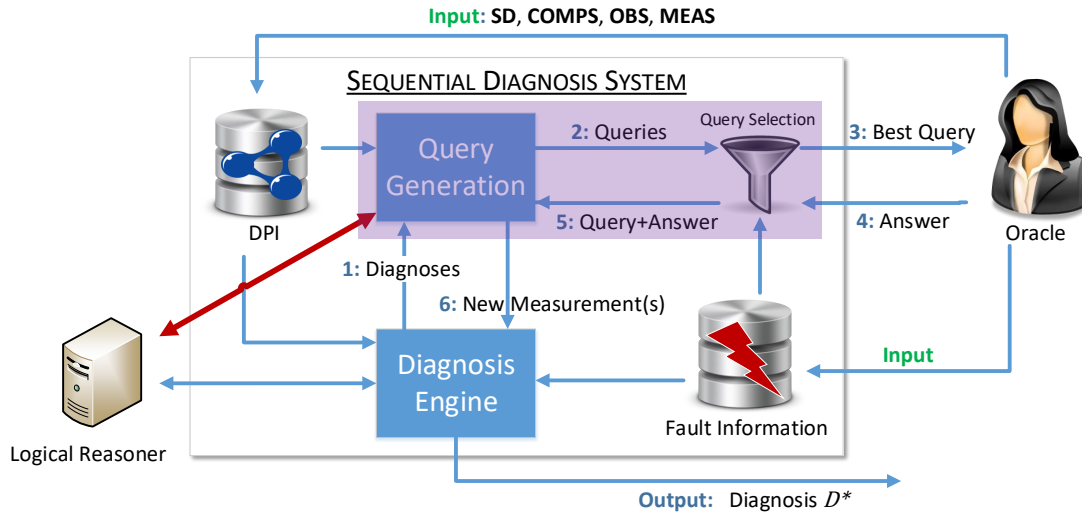 Input: SD, COMPS, OBS, MEAS
SEQUENTIAL DIAGNOSIS SYSTEM
Query Selection
Query
Generation
2: Queries
3: Best Query
5: Query+Answer
4: Answer
DPI
Oracle
1: Diagnoses
6: New Measurement(s)
Diagnosis
Engine
Input
Fault Information
Logical Reasoner
Output: Diagnosis D*